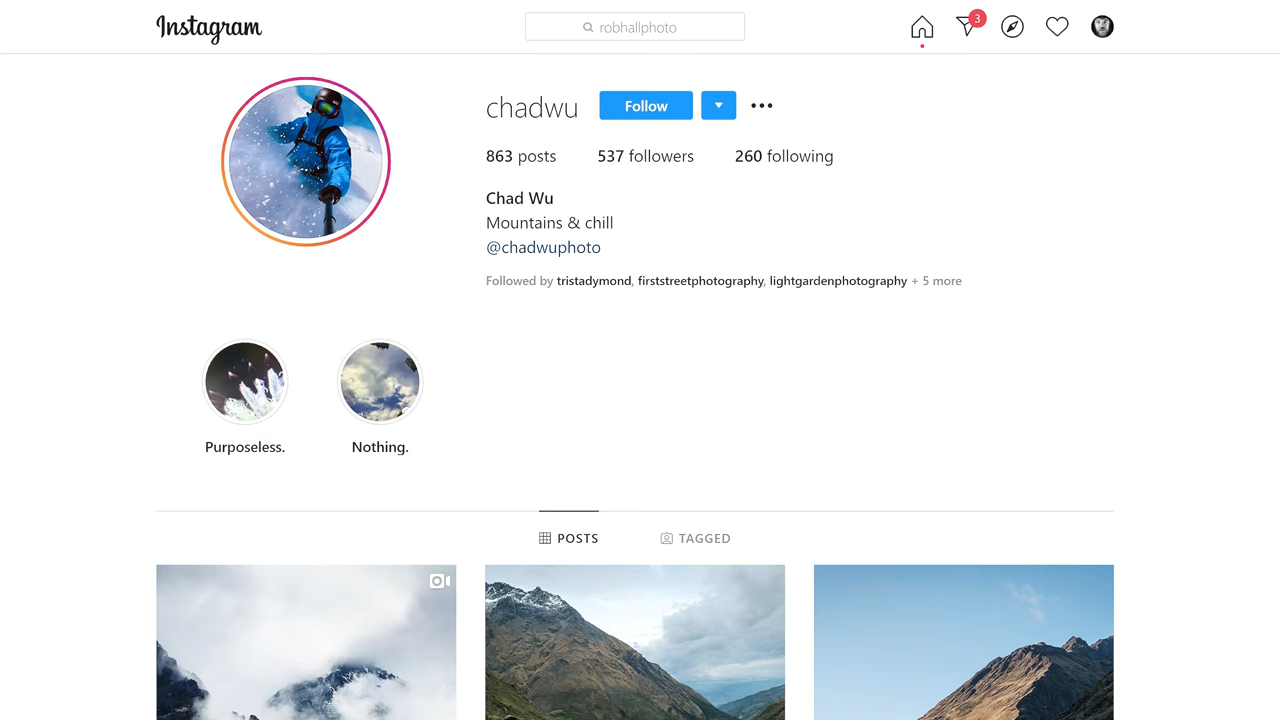 Instagram
robhallphoto
3
chadwu
Follow
863 posts 537 followers 260 following
Chad Wu
Mountains & chill
@chadwuphoto
Followed by tristadymond, firststreetphotography, lightgardenphotography + 5 more
Purposeless. Nothing.
POSTS TAGGED